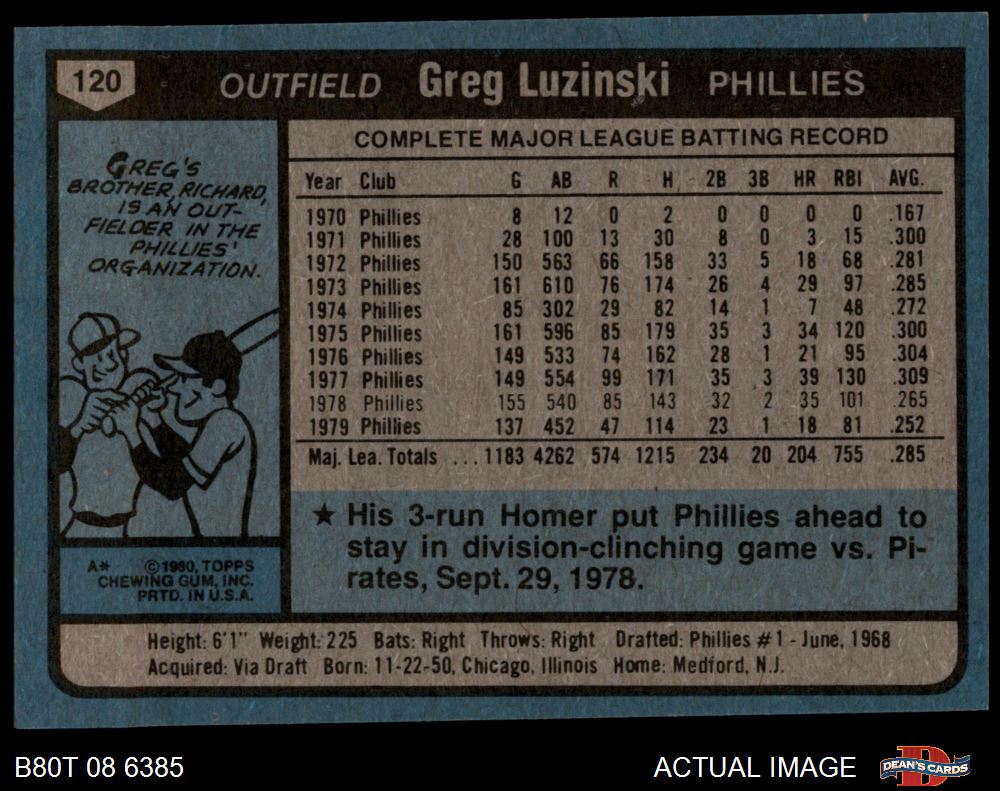 120 OUTFIELD Greg Luzinski PHILLIES
GREG'S
BROTHER, RICHARD,
IS AN OUT-
FIELDER IN THE
PHILLIES'
ORGANIZATION.
COMPLETE MAJOR LEAGUE BATTING RECORD
Year Club G AB R H 2B 3B HR RBI AVG.
1970 Phillies 8 12 0 2 0 0 0 0 .167
1971 Phillies 28 100 13 30 8 0 3 15 .300
1972 Phillies 150 563 66 158 33 5 18 68 .281
1973 Phillies 161 610 76 174 26 4 29 97 .285
1974 Phillies 85 302 29 82 14 1 7 48 .272
1975 Phillies 161 596 85 179 35 3 34 120 .300
1976 Phillies 149 533 74 162 28 1 21 95 .304
1977 Phillies 149 554 99 171 35 3 39 130 .309
1978 Phillies 155 540 85 143 32 2 35 101 .265
1979 Phillies 137 452 47 114 23 1 18 81 .252
Maj. Lea. Totals ... 1183 4262 574 1215 234 20 204 755 .285
★ His 3-run Homer put Phillies ahead to
stay in division-clinching game vs. Pi-
rates, Sept. 29, 1978.
A* ©1980, TOPPS
CHEWING GUM, INC.
PRTD. IN U.S.A.
Height: 6'1" Weight: 225 Bats: Right Throws: Right Drafted: Phillies #1 - June, 1968
Acquired: Via Draft Born: 11-22-50, Chicago, Illinois Home: Medford, N.J.
B80T 08 6385
ACTUAL IMAGE
D
DEAN'S CARDS